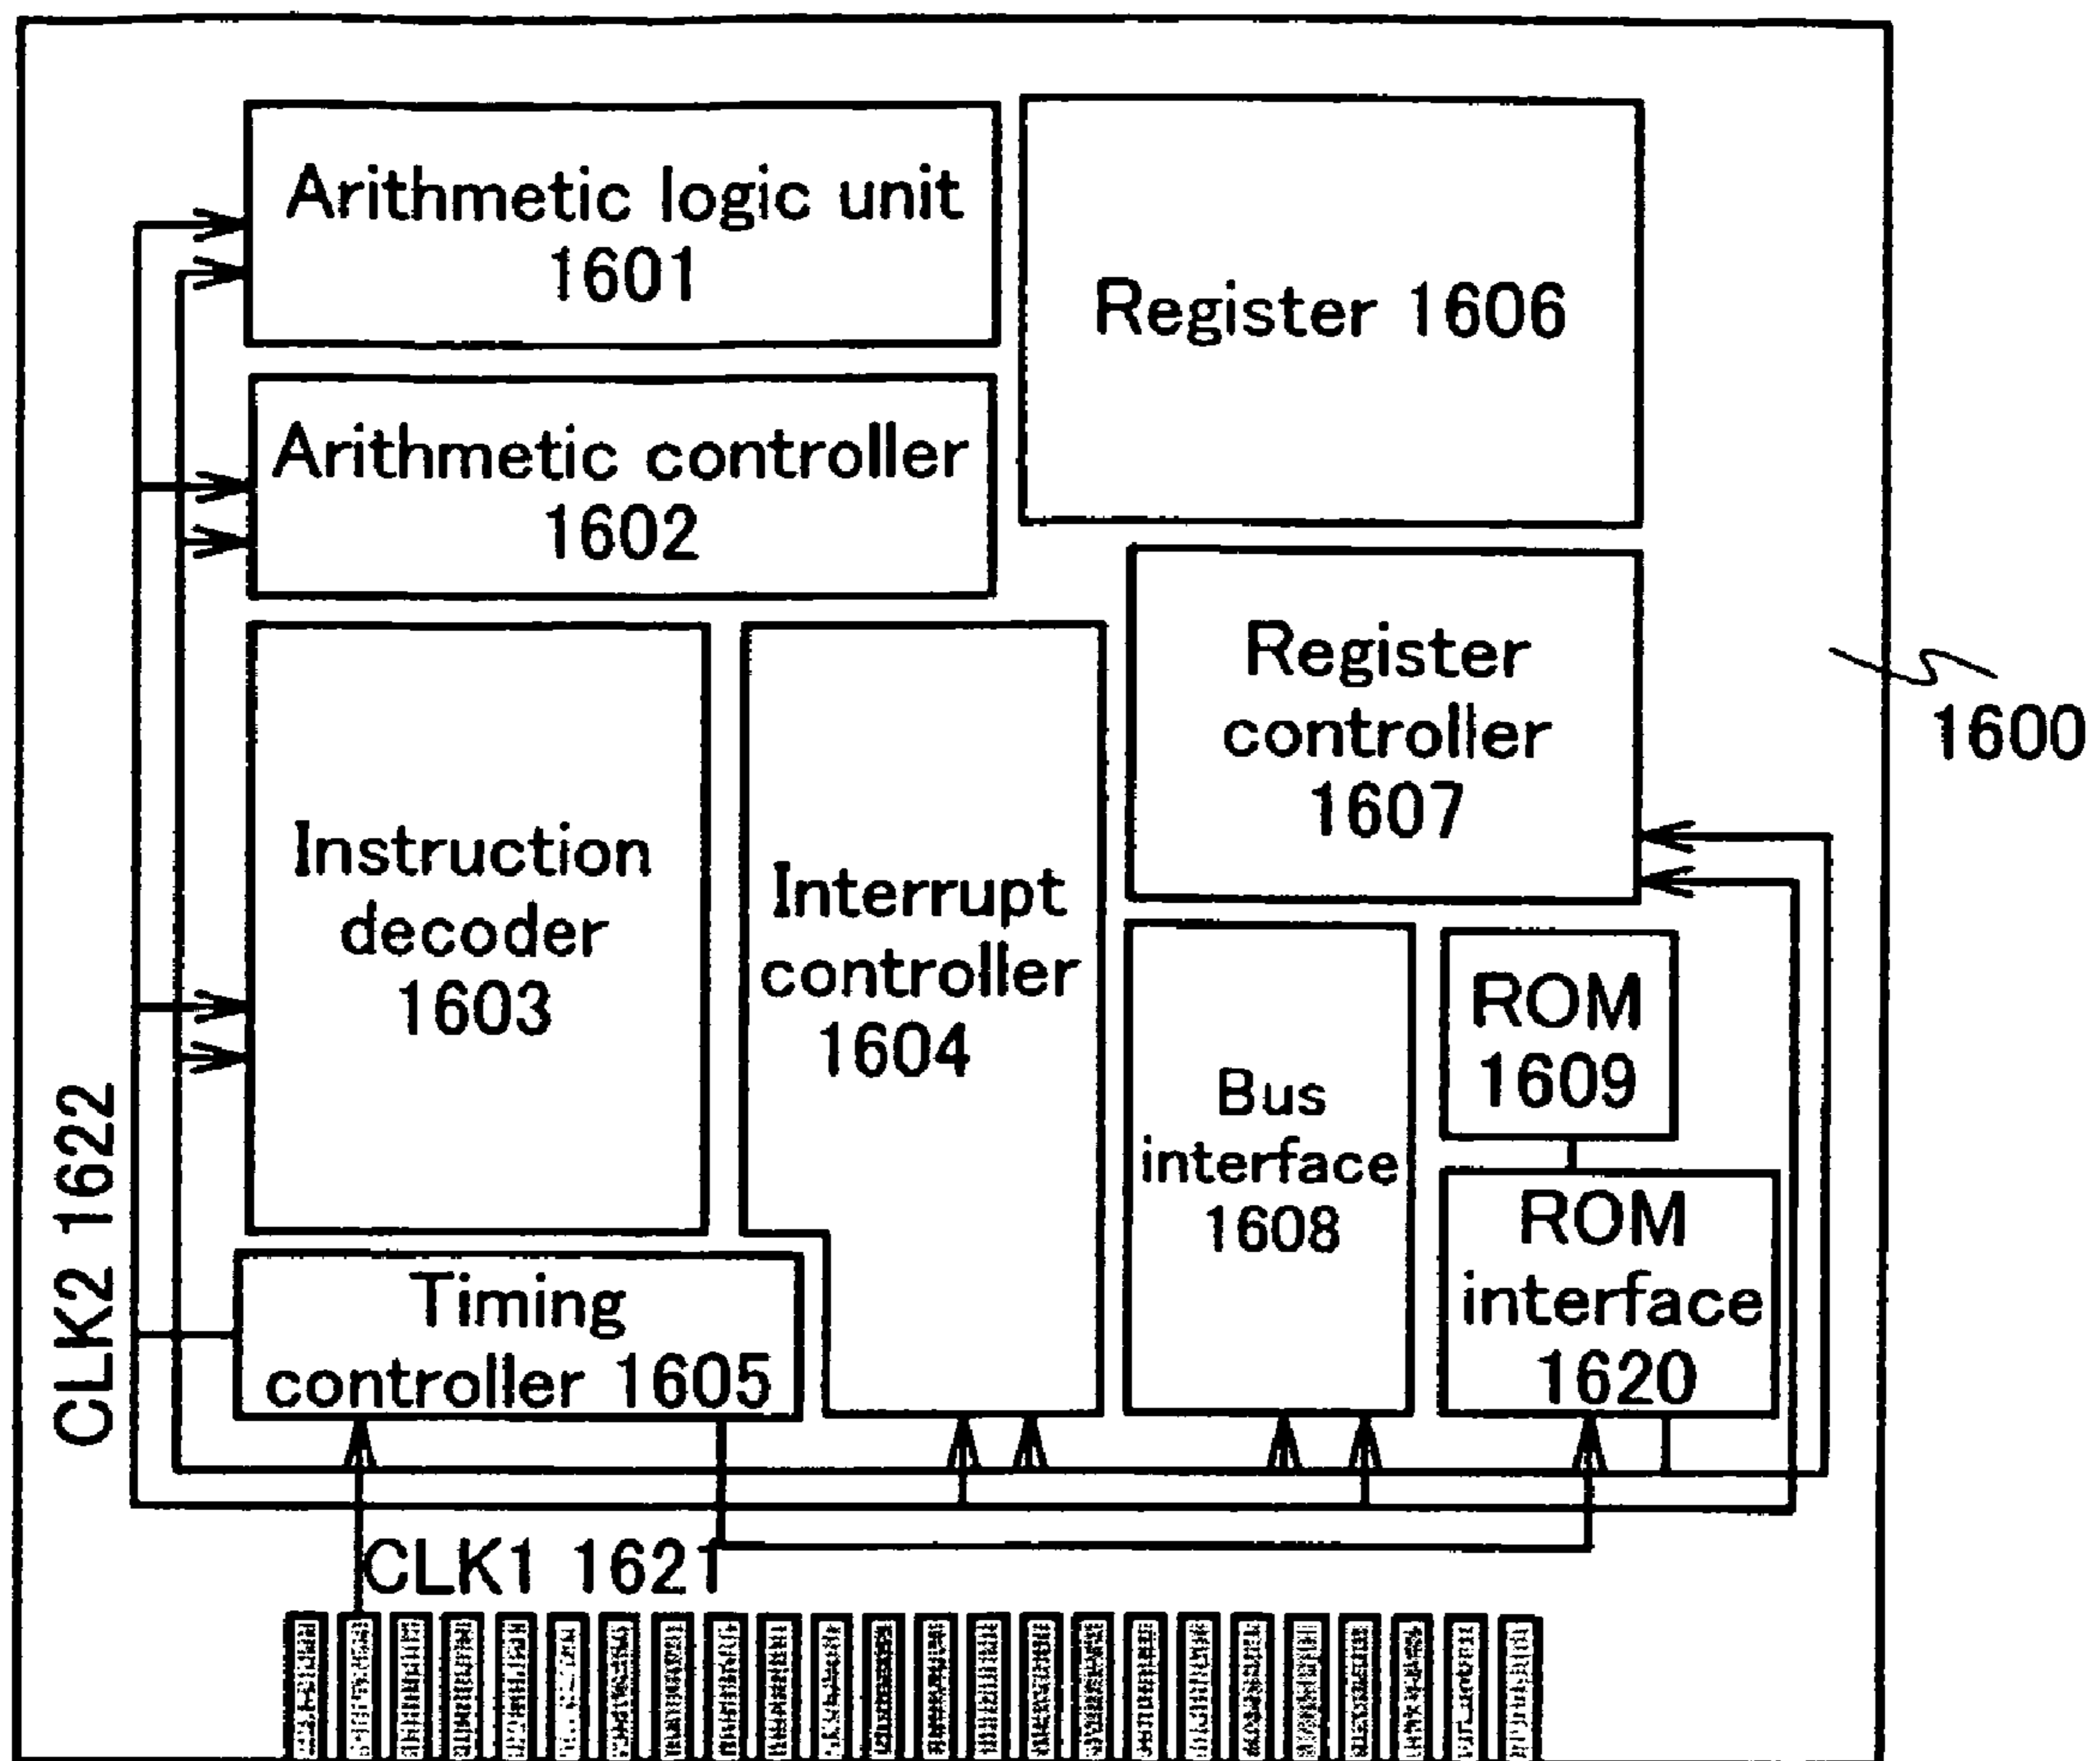 Arithmetic logic unit
1601
Register 1606
Arithmetic controller
1602
Register
controller
1607
1600
Instruction
decoder
1603
Interrupt
controller
1604
Bus
interface
1608
ROM
1609
ROM
interface
1620
Timing
controller 1605
CLK2 1622
CLK1 1621